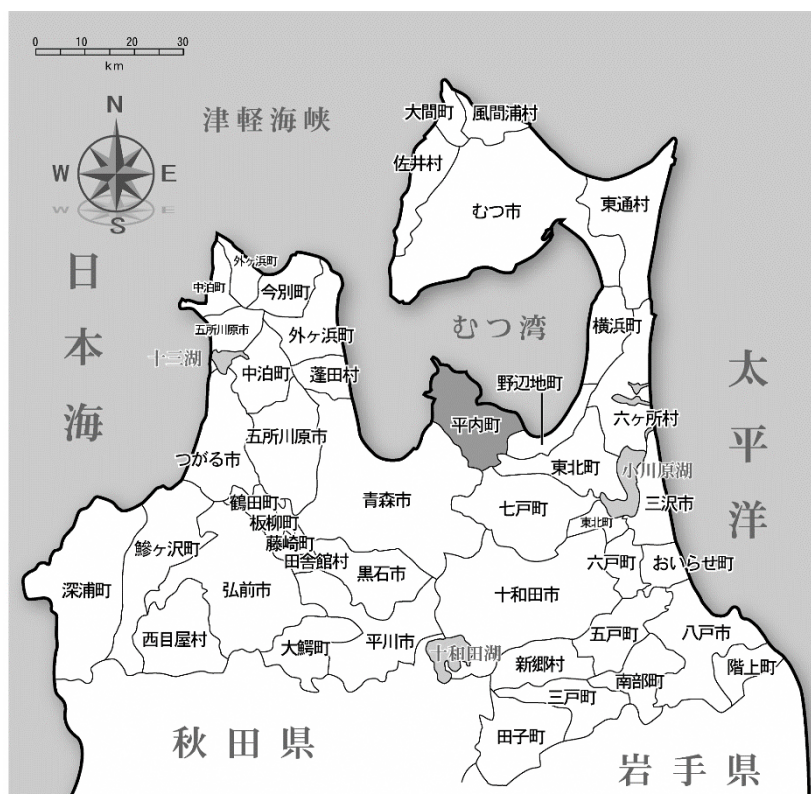 0 10 20 30
km
N
W E
S
W E
津軽海峡
日本海
むつ湾
太平洋
大間町
風間浦村
佐井村
むつ市
東通村
外ヶ浜町
中泊町
今別町
五所川原市
外ヶ浜町
十三湖
中泊町
蓬田村
横浜町
野辺地町
平内町
六ヶ所村
五所川原市
つがる市
東北町
小川原湖
青森市
七戸町
三沢市
鶴田町
板柳町
東北町
藤崎町
田舎館村
鰺ヶ沢町
黒石市
六戸町
おいらせ町
深浦町
弘前市
十和田市
西目屋村
大鰐町
平川市
十和田湖
五戸町
八戸市
新郷村
南部町
階上町
三戸町
田子町
秋田県
岩手県